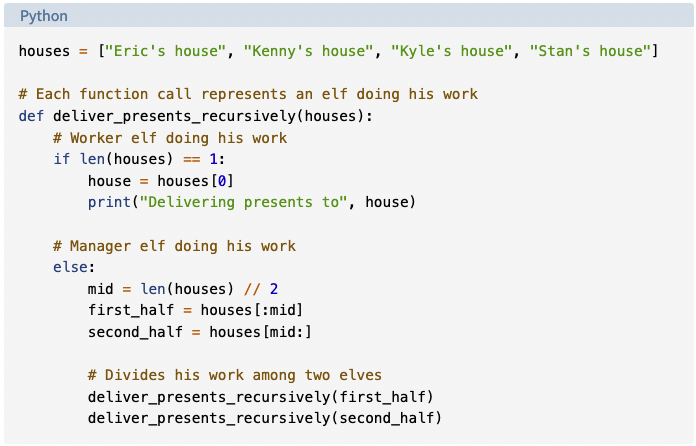 Python
houses = ["Eric's house", "Kenny's house", "Kyle's house", "Stan's house"]
# Each function call represents an elf doing his work
def deliver_presents_recursively(houses):
    # Worker elf doing his work
    if len(houses) == 1:
        house = houses[0]
        print("Delivering presents to", house)
    # Manager elf doing his work
    else:
        mid = len(houses) // 2
        first_half = houses[:mid]
        second_half = houses[mid:]
        # Divides his work among two elves
        deliver_presents_recursively(first_half)
        deliver_presents_recursively(second_half)